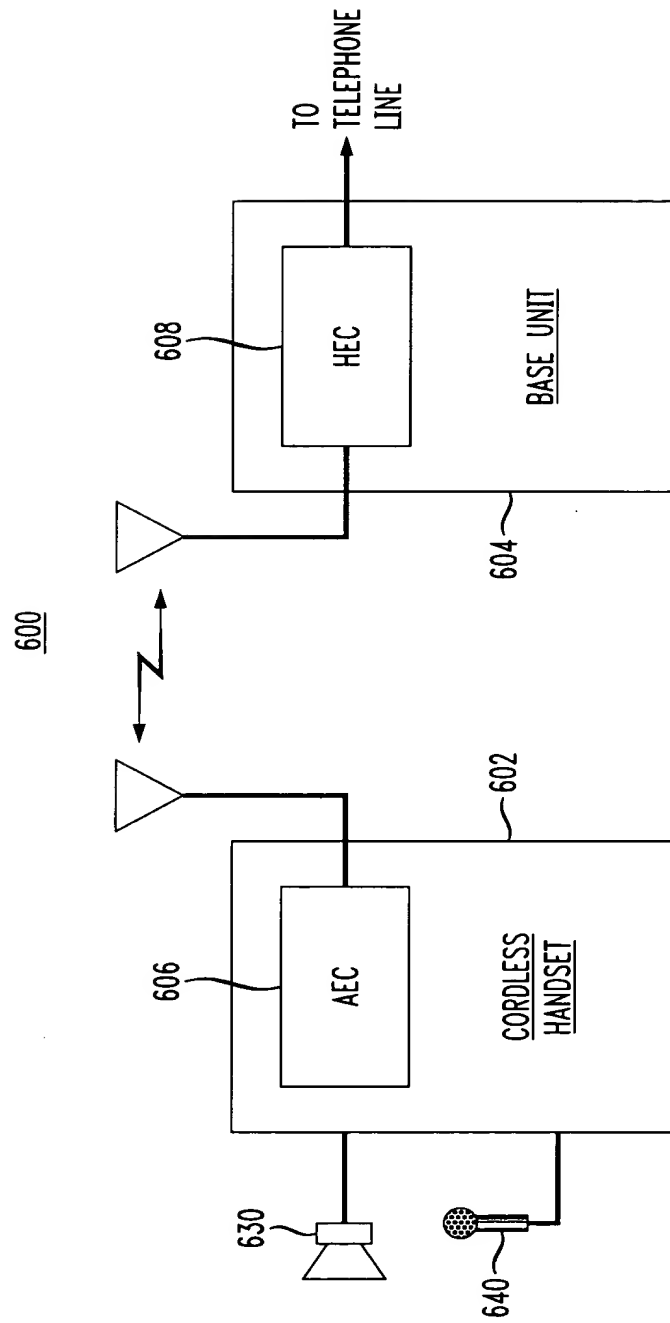 600
630
640
606
AEC
CORDLESS
HANDSET
602
608
HEC
BASE UNIT
604
TO
TELEPHONE
LINE